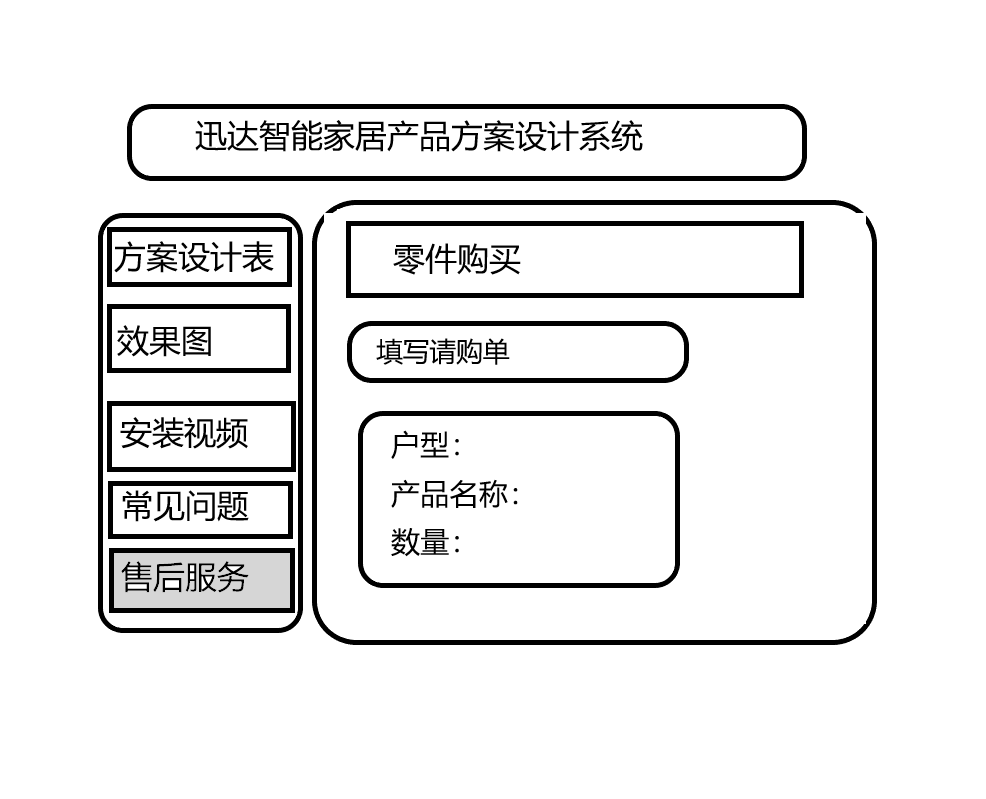 迅达智能家居产品方案设计系统
方案设计表
效果图
安装视频
常见问题
售后服务
零件购买
填写请购单
户型：
产品名称：
数量：